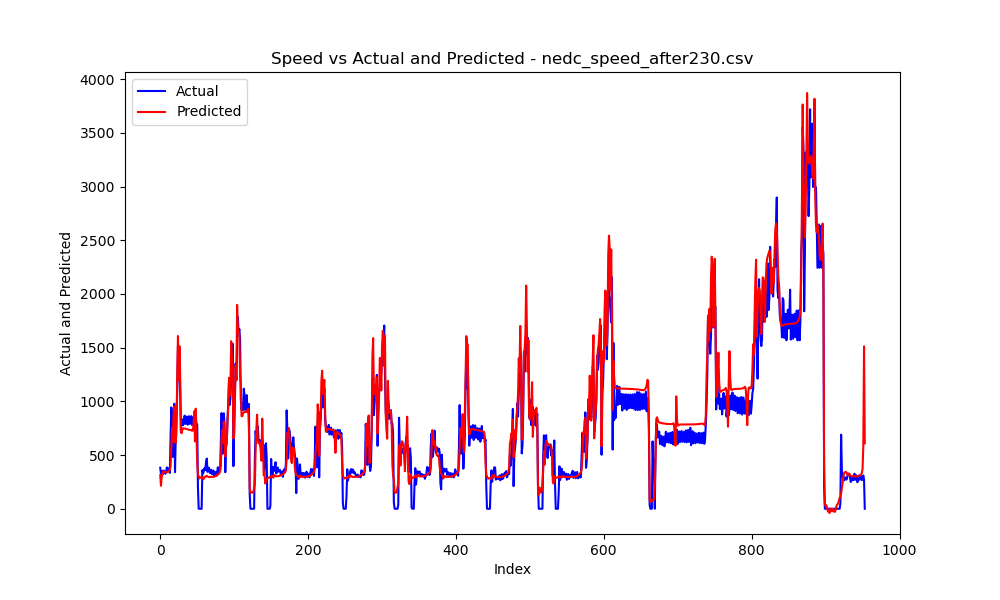 Speed vs Actual and Predicted - nedc_speed_after230.csv
Actual
Predicted
4000
3500
3000
2500
2000
1500
1000
500
0
Actual and Predicted
0 200 400 600 800 1000
Index